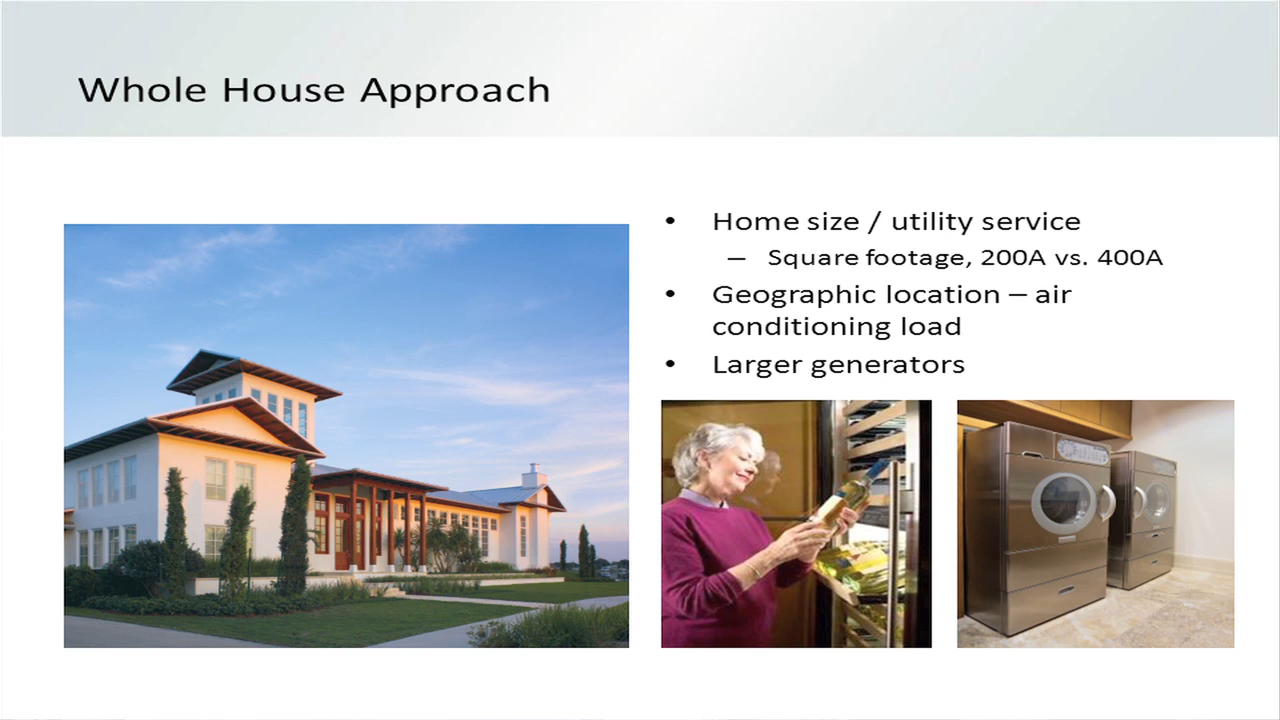 Whole House Approach
• Home size / utility service
– Square footage, 200A vs. 400A
• Geographic location – air
conditioning load
• Larger generators